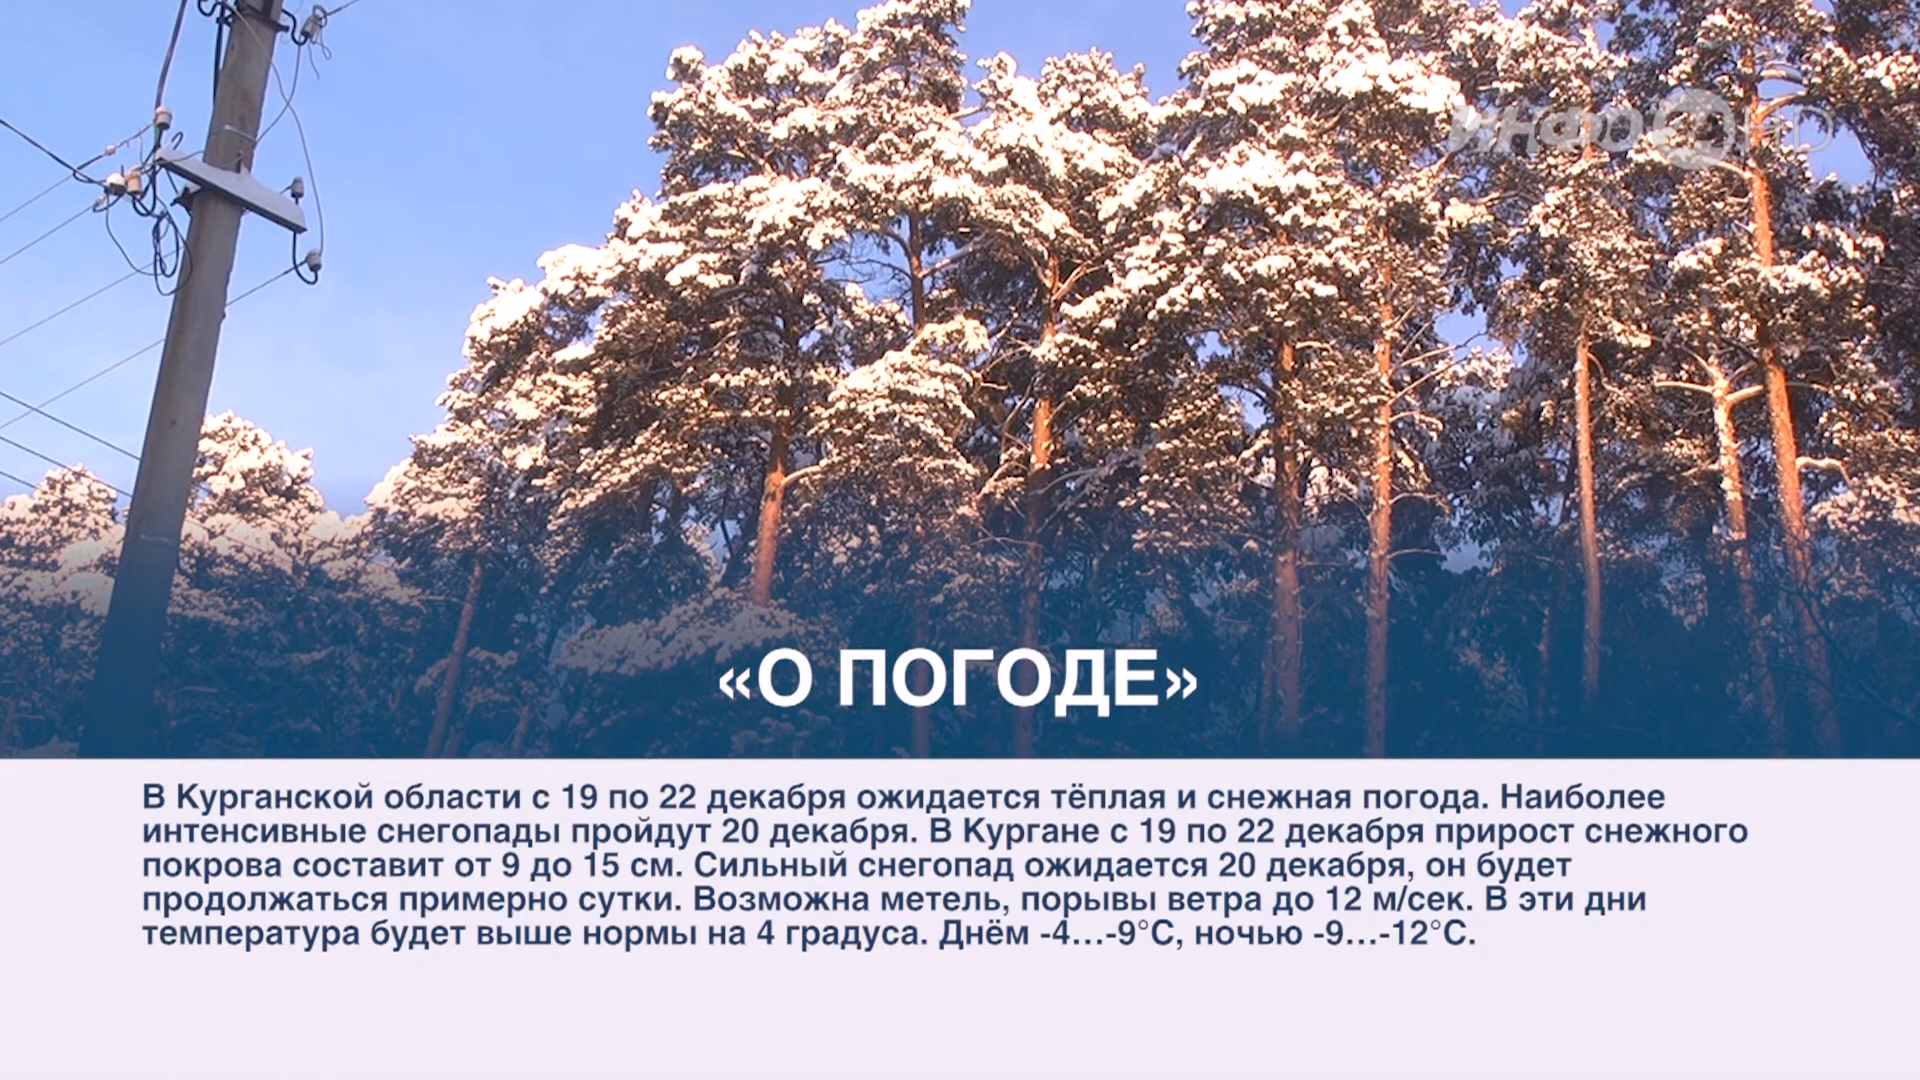 ИНФО 24 HD
«О ПОГОДЕ»
В Курганской области с 19 по 22 декабря ожидается тёплая и снежная погода. Наиболее
интенсивные снегопады пройдут 20 декабря. В Кургане с 19 по 22 декабря прирост снежного
покрова составит от 9 до 15 см. Сильный снегопад ожидается 20 декабря, он будет
продолжаться примерно сутки. Возможна метель, порывы ветра до 12 м/сек. В эти дни
температура будет выше нормы на 4 градуса. Днём -4...-9°C, ночью -9...-12°C.